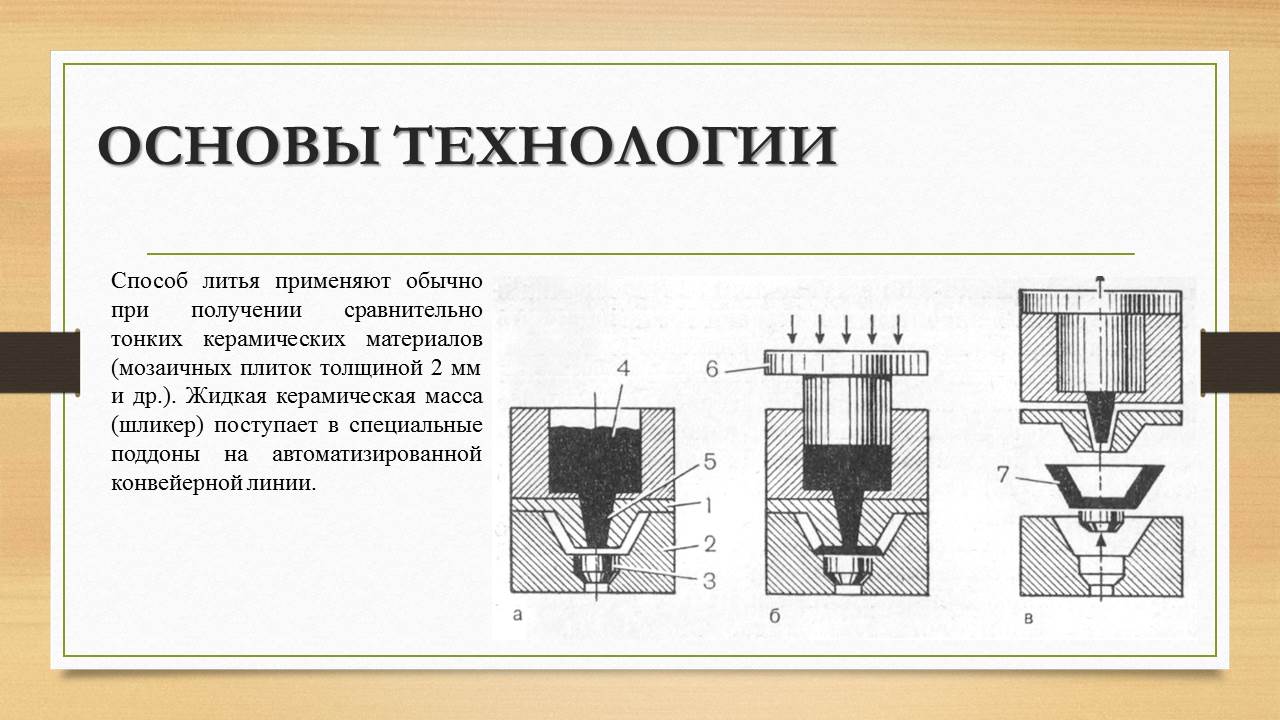 ОСНОВЫ ТЕХНОЛОГИИ
Способ литья применяют обычно
при получении сравнительно
тонких керамических материалов
(мозаичных плиток толщиной 2 мм
и др.). Жидкая керамическая масса
(шликер) поступает в специальные
поддоны на автоматизированной
конвейерной линии.
4
5
1
2
3
а
6
б
7
в